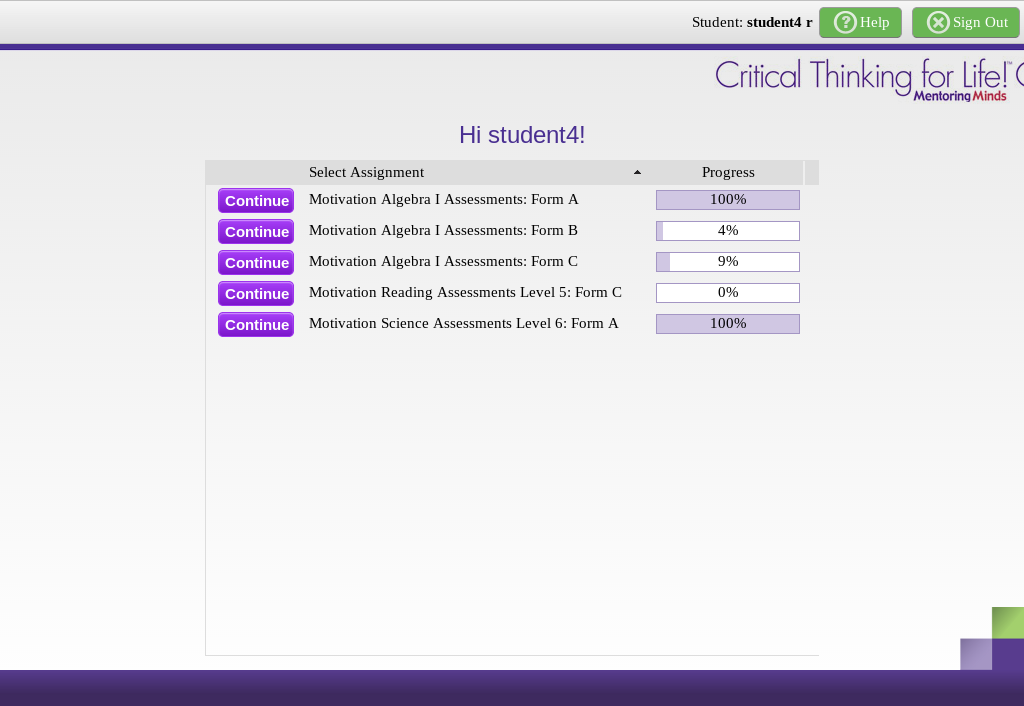 Student: student4 r Help Sign Out
Critical Thinking for Life!™
Mentoring Minds
Hi student4!
Select Assignment Progress
Continue Motivation Algebra I Assessments: Form A 100%
Continue Motivation Algebra I Assessments: Form B 4%
Continue Motivation Algebra I Assessments: Form C 9%
Continue Motivation Reading Assessments Level 5: Form C 0%
Continue Motivation Science Assessments Level 6: Form A 100%